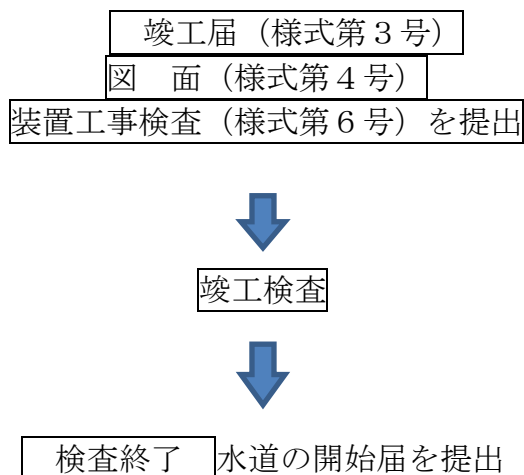 竣工届（様式第３号）
図　面（様式第４号）
装置工事検査（様式第６号）を提出
竣工検査
検査終了　水道の開始届を提出